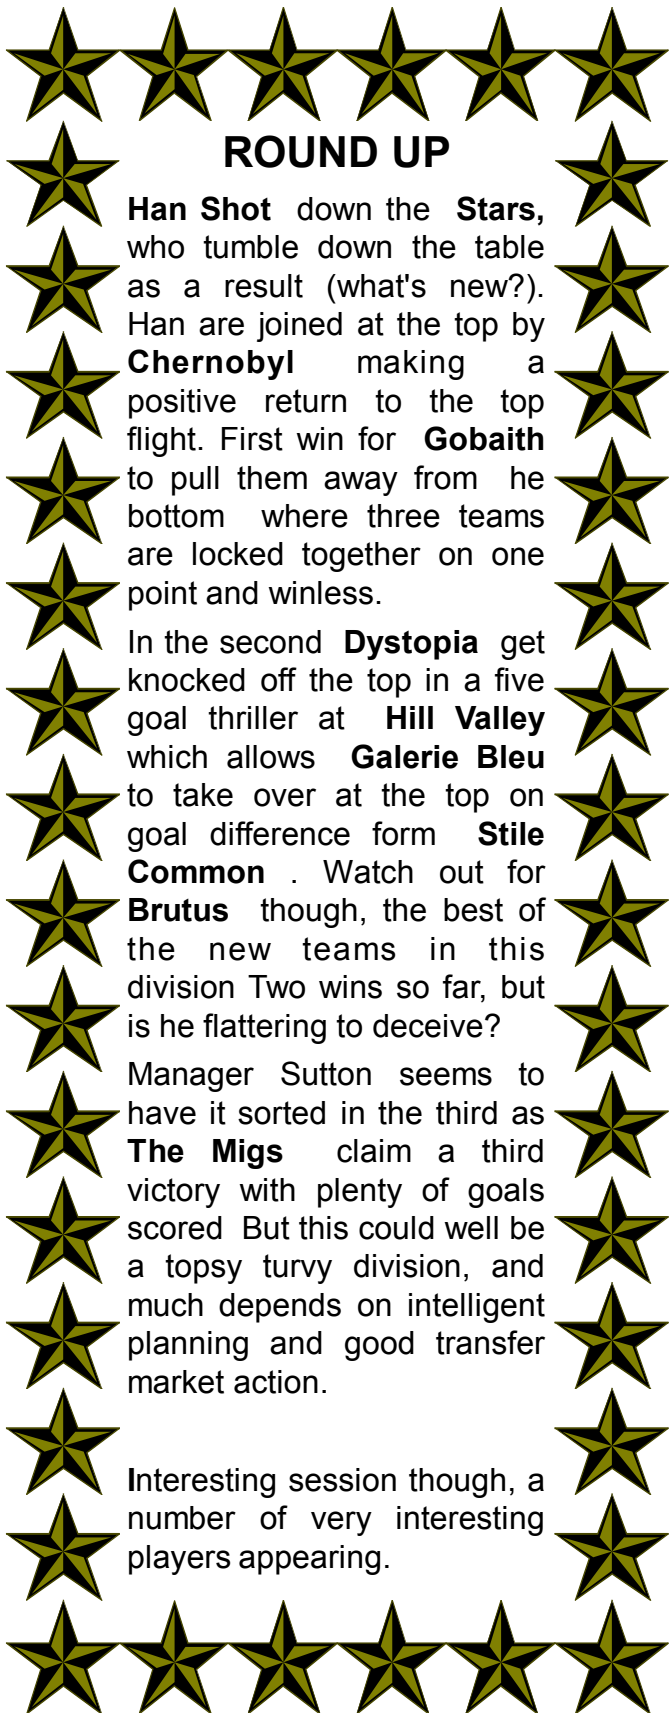 ROUND UP
Han Shot down the Stars,
who tumble down the table
as a result (what's new?).
Han are joined at the top by
Chernobyl making a
positive return to the top
flight. First win for Gobaith
to pull them away from he
bottom where three teams
are locked together on one
point and winless.
In the second Dystopia get
knocked off the top in a five
goal thriller at Hill Valley
which allows Galerie Bleu
to take over at the top on
goal difference form Stile
Common . Watch out for
Brutus though, the best of
the new teams in this
division Two wins so far, but
is he flattering to deceive?
Manager Sutton seems to
have it sorted in the third as
The Migs claim a third
victory with plenty of goals
scored But this could well be
a topsy turvy division, and
much depends on intelligent
planning and good transfer
market action.
Interesting session though, a
number of very interesting
players appearing.